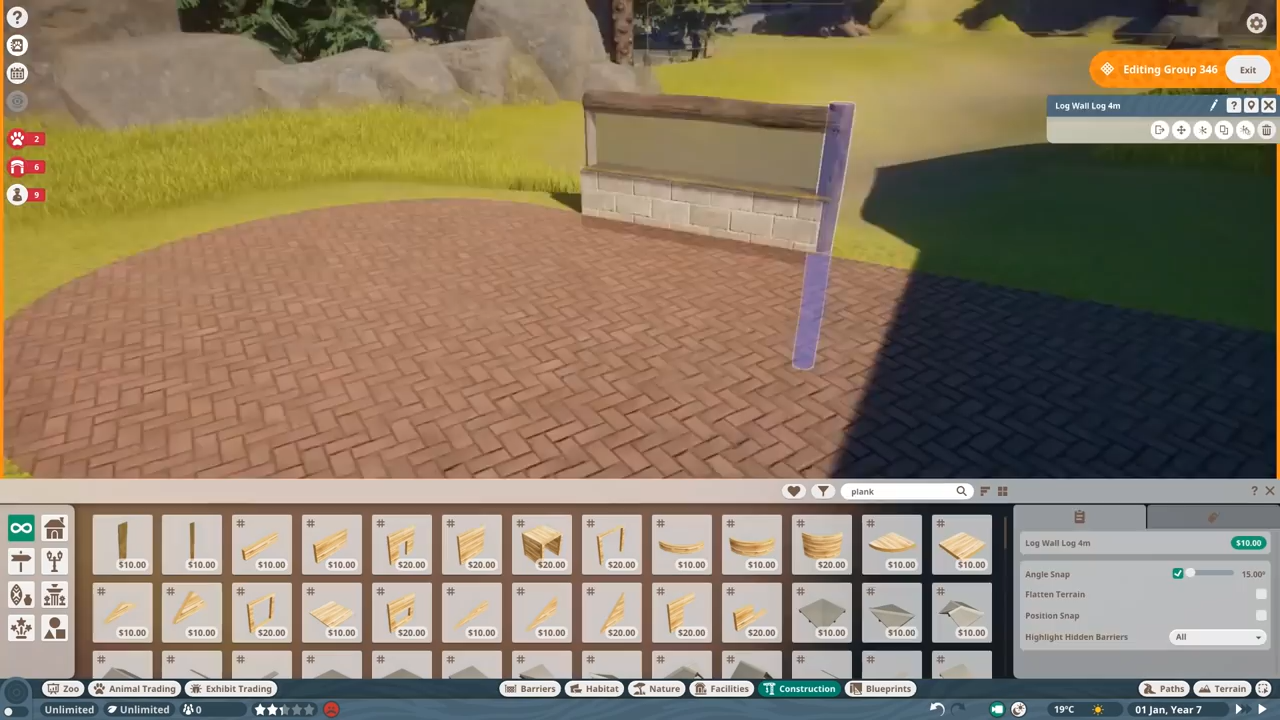 Editing Group 346
Exit
Log Wall Log 4m
?
2
6
9
plank
?
$10.00 $10.00 $10.00 $10.00 $20.00 $20.00 $20.00 $20.00 $10.00 $10.00 $20.00 $10.00 $10.00
$10.00 $10.00 $20.00 $10.00 $20.00 $10.00 $10.00 $20.00 $20.00 $20.00 $10.00 $10.00 $10.00
Log Wall Log 4m $10.00
Angle Snap 15.00°
Flatten Terrain
Position Snap
Highlight Hidden Barriers All
Zoo Animal Trading Exhibit Trading Barriers Habitat Nature Facilities Construction Blueprints Paths Terrain
Unlimited Unlimited 0 19°C 01 Jan, Year 7